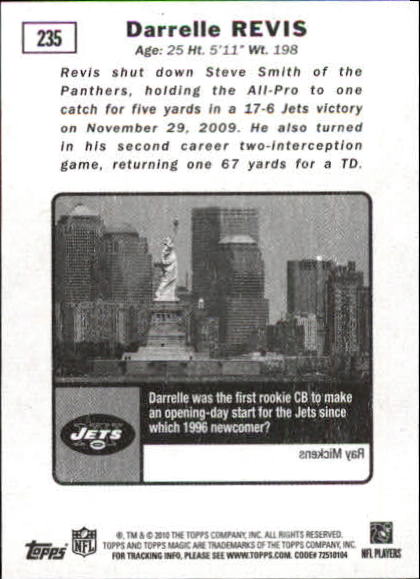 235
Darrelle REVIS
Age: 25 Ht. 5'11" Wt. 198
Revis shut down Steve Smith of the
Panthers, holding the All-Pro to one
catch for five yards in a 17-6 Jets victory
on November 29, 2009. He also turned
in his second career two-interception
game, returning one 67 yards for a TD.
Darrelle was the first rookie CB to make
an opening-day start for the Jets since
which 1996 newcomer?
JETS
Ray Mickens
Topps
NFL
®, TM & © 2010 THE TOPPS COMPANY, INC. ALL RIGHTS RESERVED.
TOPPS AND TOPPS MAGIC ARE TRADEMARKS OF THE TOPPS COMPANY, INC.
FOR TRACKING INFO, PLEASE SEE WWW.TOPPS.COM. CODE# 72510104
NFL PLAYERS